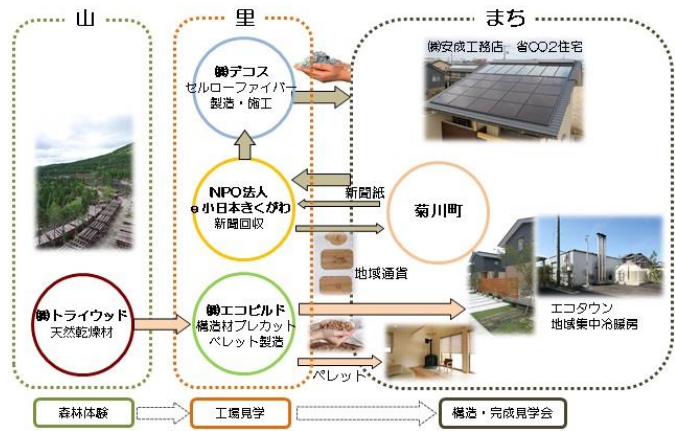 山
里
まち
㈱デコス
セルローファイバー
製造・施工
㈱安成工務店 省CO2住宅
NPO法人
e小日本きくがわ
新聞回収
新聞紙
菊川町
地域通貨
㈱トライウッド
天然乾燥材
㈱エコビルド
構造材プレカット
ペレット製造
エコタウン
地域集中冷暖房
ペレット
森林体験
工場見学
構造・完成見学会